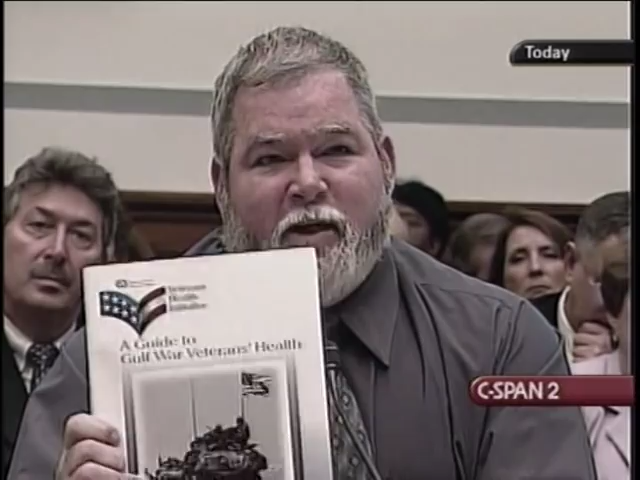 Today
Veterans
Health
Initiative
A Guide to
Gulf War Veterans' Health
C-SPAN 2